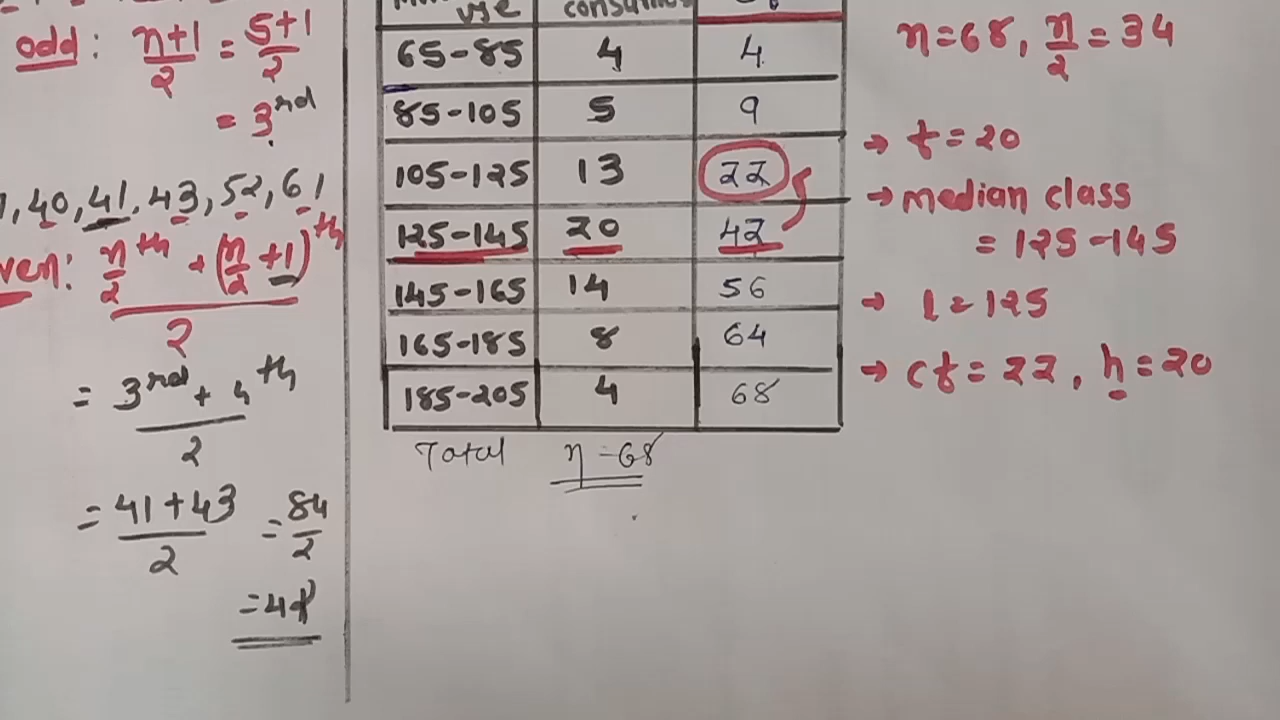 odd: n+1/2 = 5+1/2
= 3rd
40, 41, 43, 52, 61
n/2 th + (n/2 +1)th / 2
= 3rd + 4th / 2
= 41+43 / 2 = 84/2
use consumers cf
65-85 4 4
85-105 5 9
105-125 13 22
125-145 20 42
145-165 14 56
165-185 8 64
185-205 4 68
Total n=68
n=68, n/2 = 34
→ f=20
→ median class
= 125-145
→ l=125
→ cf=22, h=20